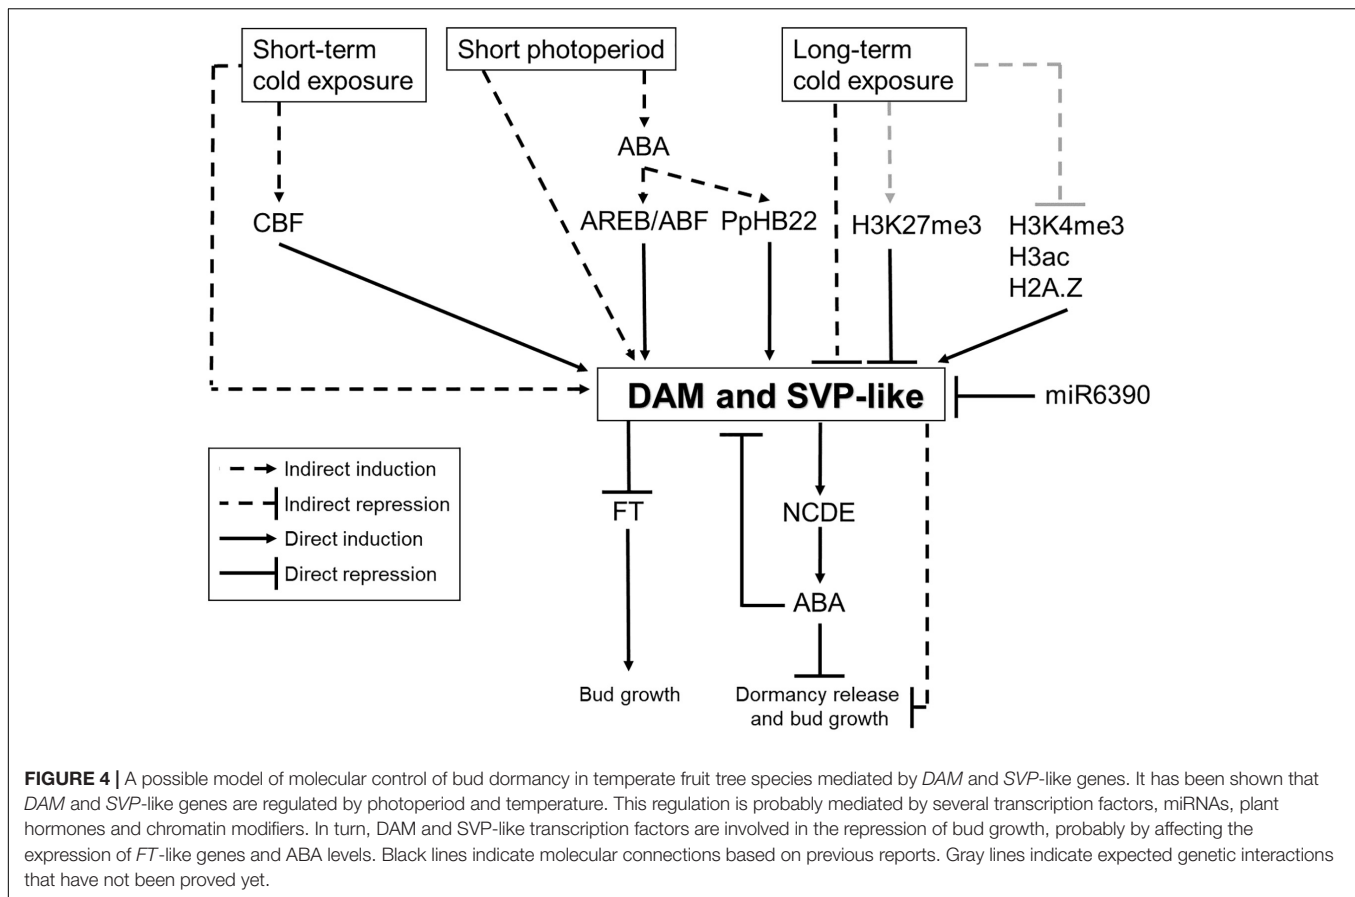 Short-term
cold exposure
Short photoperiod
Long-term
cold exposure
ABA
CBF
AREB/ABF
PpHB22
H3K27me3
H3K4me3
H3ac
H2A.Z
DAM and SVP-like
miR6390
Indirect induction
Indirect repression
Direct induction
Direct repression
FT
NCDE
ABA
Bud growth
Dormancy release
and bud growth
FIGURE 4 | A possible model of molecular control of bud dormancy in temperate fruit tree species mediated by DAM and SVP-like genes. It has been shown that
DAM and SVP-like genes are regulated by photoperiod and temperature. This regulation is probably mediated by several transcription factors, miRNAs, plant
hormones and chromatin modifiers. In turn, DAM and SVP-like transcription factors are involved in the repression of bud growth, probably by affecting the
expression of FT-like genes and ABA levels. Black lines indicate molecular connections based on previous reports. Gray lines indicate expected genetic interactions
that have not been proved yet.